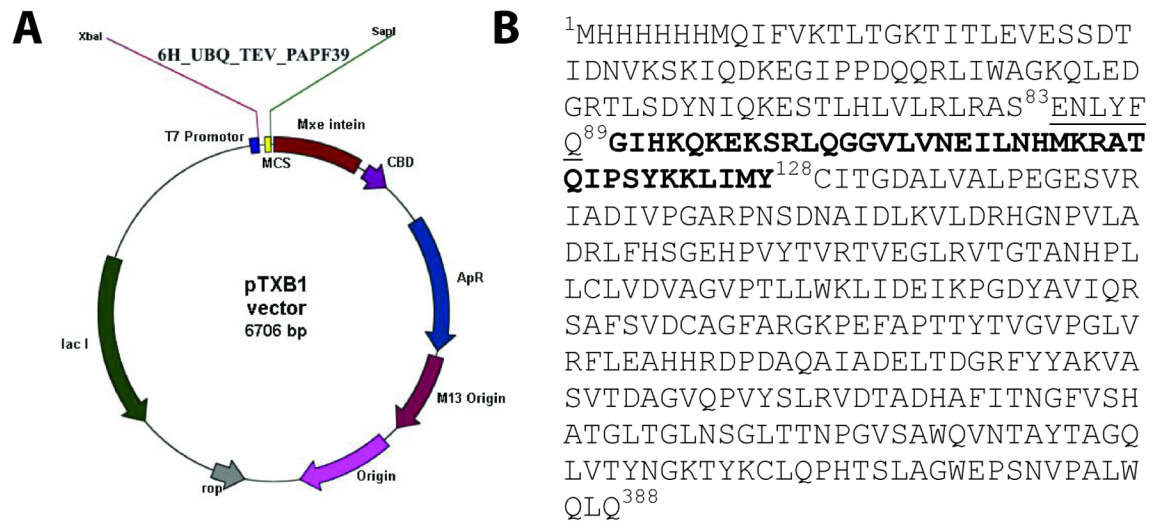 A
XbaI
SapI
6H_UBQ_TEV_PAPF39
T7 Promotor
Mxe intein
MCS
CBD
ApR
pTXB1
vector
6706 bp
lac I
M13 Origin
Origin
rop
B
1MHHHHHHMQIFVKTLTGKTITLEVESSDT
IDNVKSKIQDKEGIPPDQQRLIWAGKQLED
GRTLSDYNIQKESTLHLVLRLRAS83ENLYF
Q89GIHKQKEKSRLQGGVLVNEILNHMKRAT
QIPSYKKLIMY128CITGDALVALPEGESVR
IADIVPGARPNSDNAIDLKVLDRHGNPVLA
DRLFHSGEHPVYTVRTVEGLRVTGTANHPL
LCLVDVAGVPTLLWKLIDEIKPGDYAVIQR
SAFSVDCAGFARGKPEFAPTTYTVGVPGLV
RFLEAHHRDPDAQAIADELTDGRFYYAKVA
SVTDAGVQPVYSLRVDTADHAFITNGFVSH
ATGLTGLNSGLTTNPGVSAWQVNTAYTAGQ
LVTYNGKTYKCLQPHTSLAGWEPSNVPALW
QLQ388